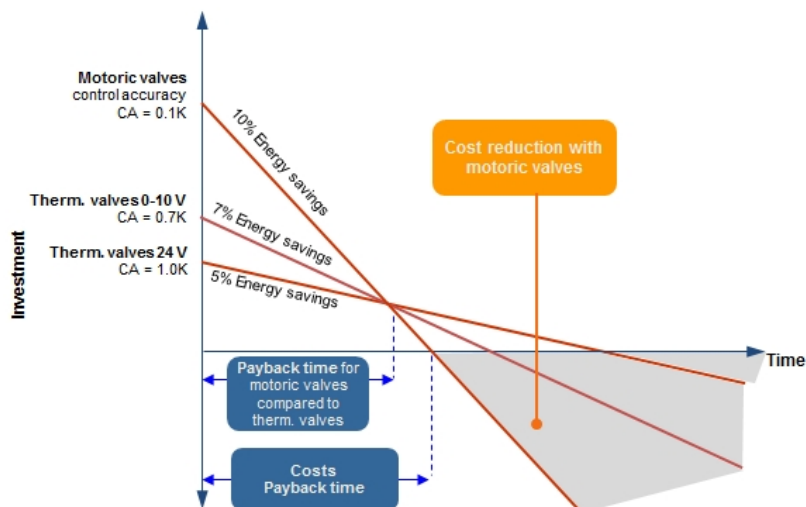 Motoric valves
control accuracy
CA = 0.1K
10% Energy savings
Cost reduction with
motoric valves
Therm. valves 0-10 V
CA = 0.7K
7% Energy savings
Therm. valves 24 V
CA = 1.0K
5% Energy savings
Investment
Time
Payback time for
motoric valves
compared to
therm. valves
Costs
Payback time